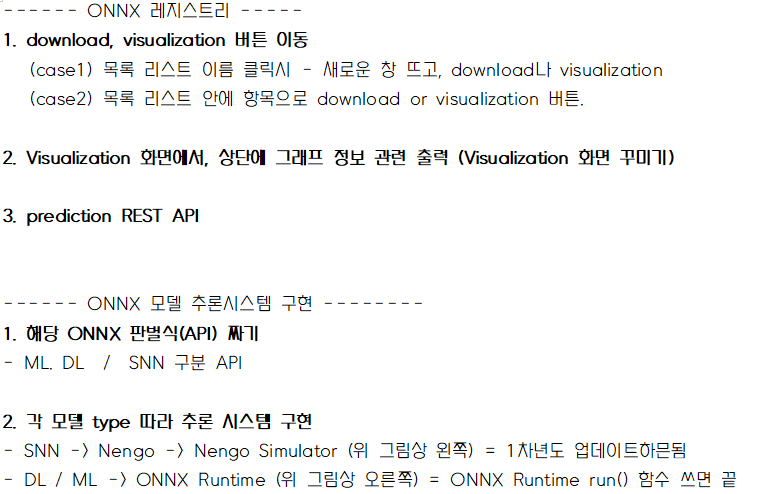 ------ ONNX 레지스트리 -----
1. download, visualization 버튼 이동
(case1) 목록 리스트 이름 클릭시 - 새로운 창 뜨고, download나 visualization
(case2) 목록 리스트 안에 항목으로 download or visualization 버튼.
2. Visualization 화면에서, 상단에 그래프 정보 관련 출력 (Visualization 화면 꾸미기)
3. prediction REST API
------ ONNX 모델 추론시스템 구현 --------
1. 해당 ONNX 판별식(API) 짜기
- ML, DL / SNN 구분 API
2. 각 모델 type 따라 추론 시스템 구현
- SNN -> Nengo -> Nengo Simulator (위 그림상 왼쪽) = 1차년도 업데이트하믄됨
- DL / ML -> ONNX Runtime (위 그림상 오른쪽) = ONNX Runtime run() 함수 쓰면 끝